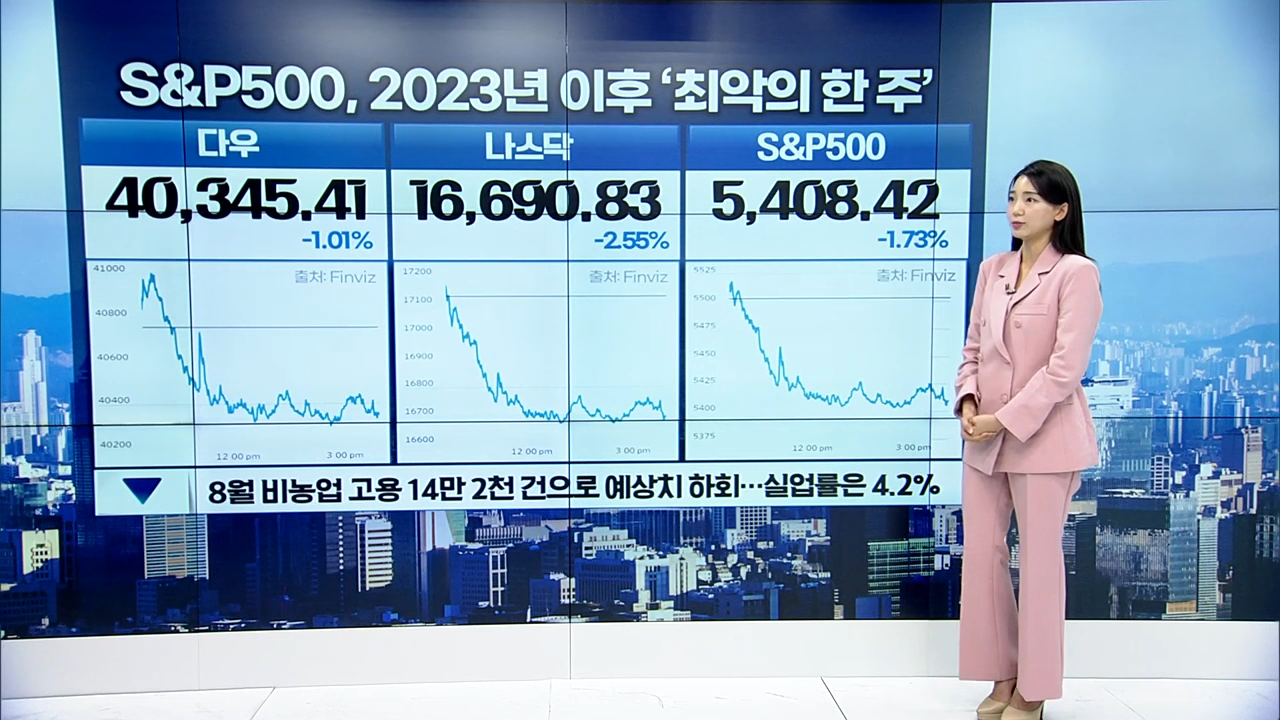 S&P500, 2023년 이후 ‘최악의 한 주’
다우
40,345.41
-1.01%
출처: Finviz
41000
40800
40600
40400
40200
12 00 pm
3 00 pm
나스닥
16,690.83
-2.55%
출처: Finviz
17200
17100
17000
16900
16800
16700
16600
12 00 pm
3 00 pm
S&P500
5,408.42
-1.73%
출처: Finviz
5525
5500
5475
5450
5425
5400
5375
12 00 pm
3 00 pm
8월 비농업 고용 14만 2천 건으로 예상치 하회…실업률은 4.2%